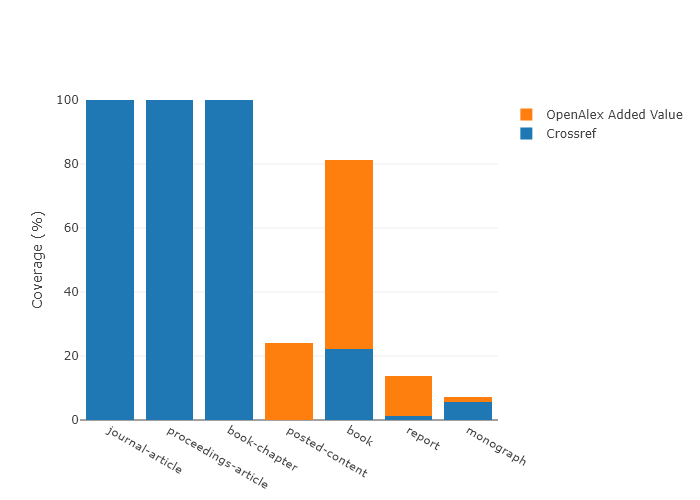 100
80
60
40
20
0
Coverage (%)
journal-article
proceedings-article
book-chapter
posted-content
book
report
monograph
OpenAlex Added Value
Crossref